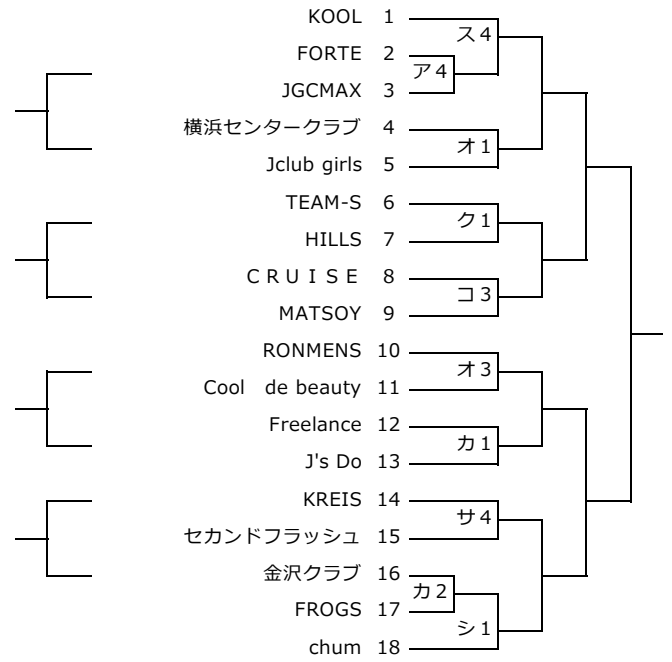 KOOL 1
ス4
FORTE 2
ア4
JGCMAX 3
横浜センタークラブ 4
オ1
Jclub girls 5
TEAM-S 6
ク1
HILLS 7
ＣＲＵＩＳＥ 8
コ3
MATSOY 9
RONMENS 10
オ3
Cool　de beauty 11
Freelance 12
カ1
J's Do 13
KREIS 14
サ4
セカンドフラッシュ 15
金沢クラブ 16
カ2
FROGS 17
シ1
chum 18